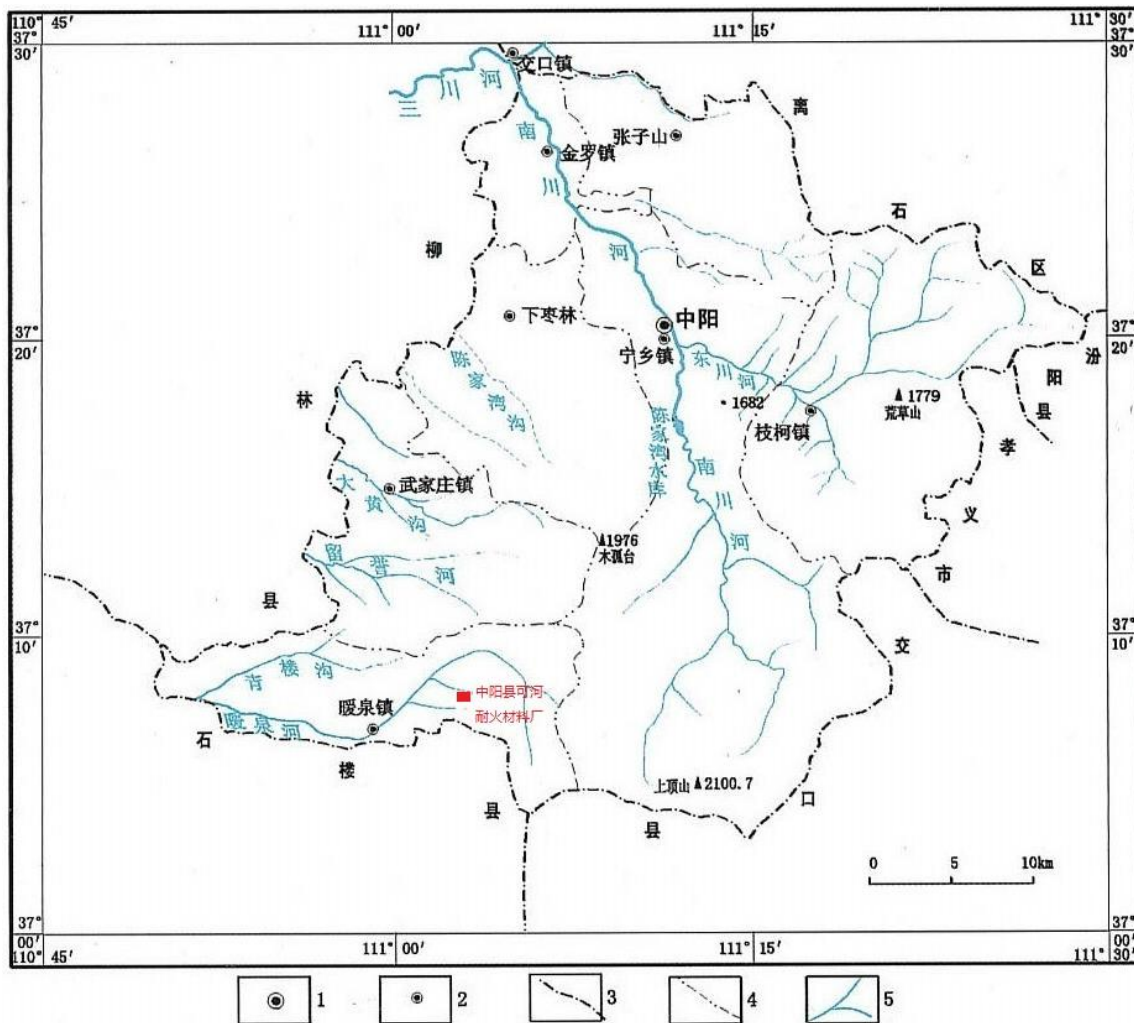 110° 45′
111° 00′
111° 15′
111° 30′
37° 30′
37° 30′
交口镇
三川河
南川河
离石区
张子山
金罗镇
柳林县
下枣林
中阳
宁乡镇
37° 20′
37° 20′
汾阳县
东川河
陈家湾沟
1682
1779
荒草山
枝柯镇
孝义市
陈家湾水库
南川河
武家庄镇
大黄沟
1976
木孤台
留誉河
37° 10′
37° 10′
交口县
青楼沟
中阳县可河
耐火材料厂
暖泉镇
暖泉河
石楼县
上顶山 2100.7
0 5 10km
37° 00′
37° 00′
110° 45′
111° 00′
111° 15′
111° 30′
1
2
3
4
5